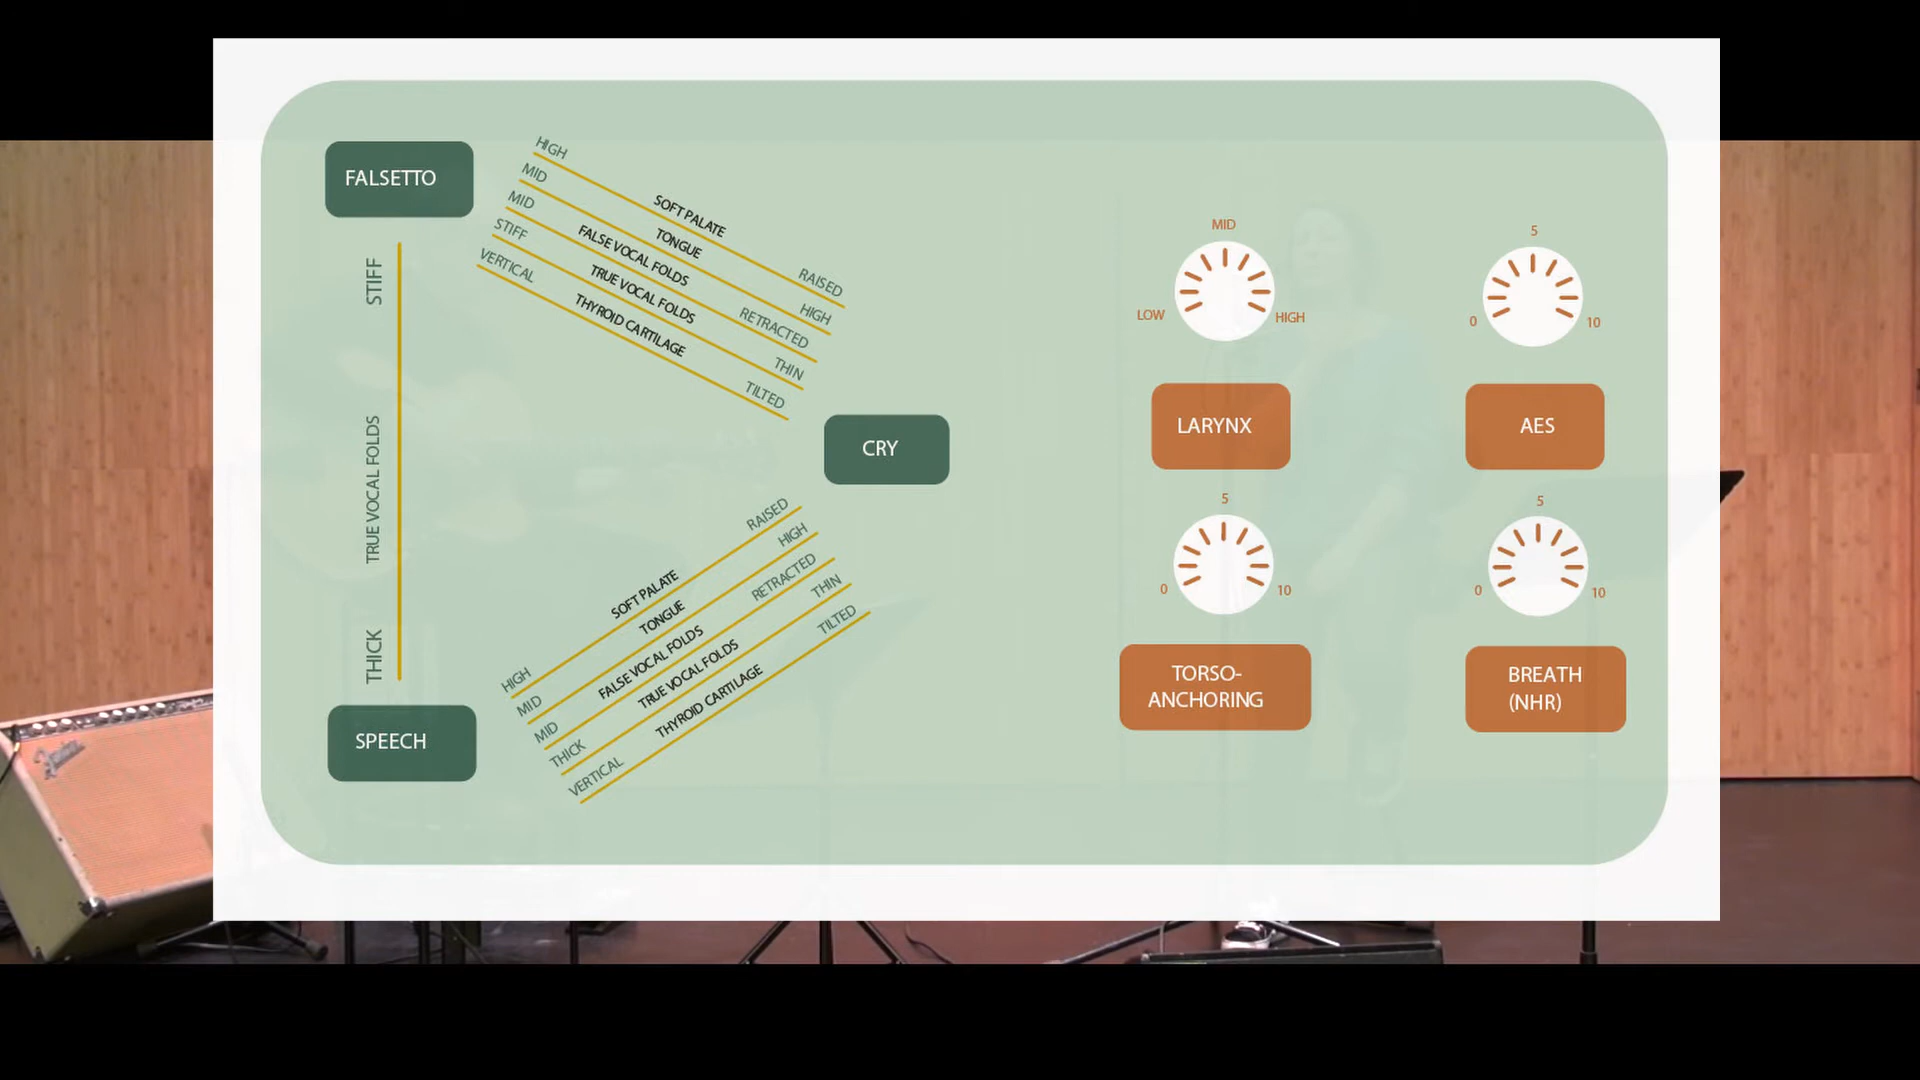 FALSETTO
STIFF
TRUE VOCAL FOLDS
THICK
SPEECH
HIGH SOFT PALATE RAISED
MID TONGUE HIGH
MID FALSE VOCAL FOLDS RETRACTED
STIFF TRUE VOCAL FOLDS THIN
VERTICAL THYROID CARTILAGE TILTED
CRY
HIGH SOFT PALATE RAISED
MID TONGUE HIGH
MID FALSE VOCAL FOLDS RETRACTED
THICK TRUE VOCAL FOLDS THIN
VERTICAL THYROID CARTILAGE TILTED
MID
LOW HIGH
LARYNX
5
0 10
AES
5
0 10
TORSO-
ANCHORING
5
0 10
BREATH
(NHR)
Fender